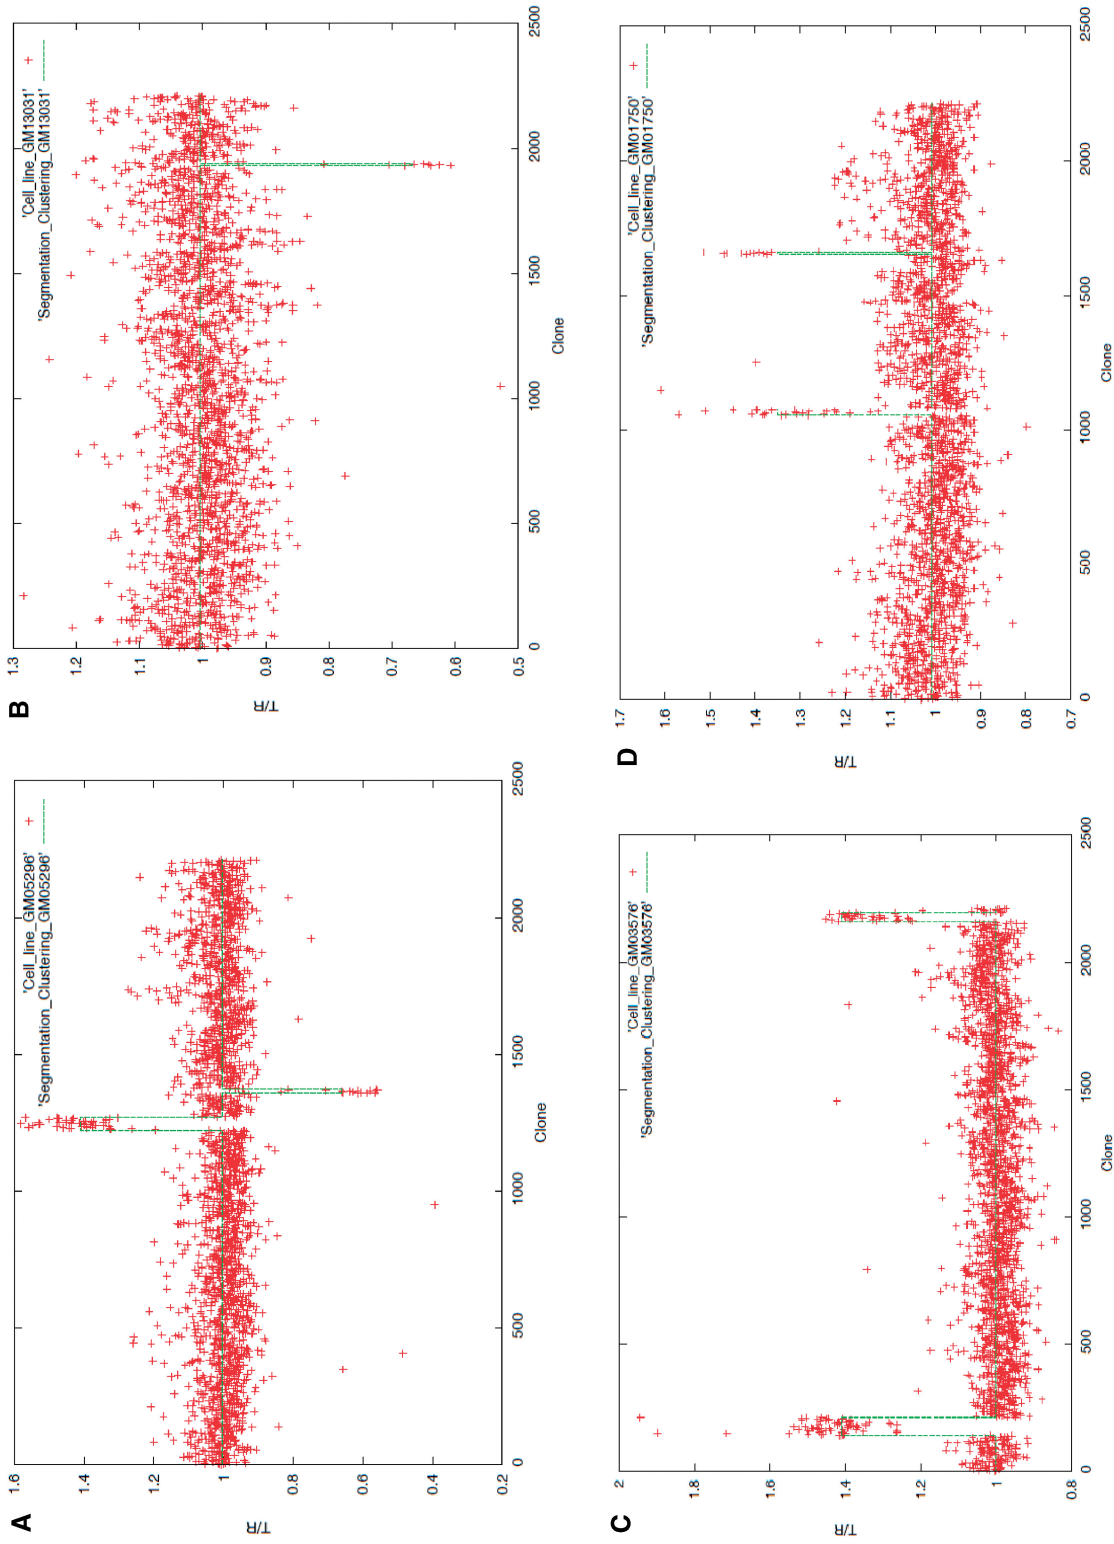 A
'Cell_line_GM05296'
'Segmentation_Clustering_GM05296'
T/R
1.6
1.4
1.2
1
0.8
0.6
0.4
0.2
0
500
1000
1500
2000
2500
Clone
B
'Cell_line_GM13031'
'Segmentation_Clustering_GM13031'
T/R
1.3
1.2
1.1
1
0.9
0.8
0.7
0.6
0.5
0
500
1000
1500
2000
2500
Clone
C
'Cell_line_GM03576'
'Segmentation_Clustering_GM03576'
T/R
2
1.8
1.6
1.4
1.2
1
0.8
0
500
1000
1500
2000
2500
Clone
D
'Cell_line_GM01750'
'Segmentation_Clustering_GM01750'
T/R
1.7
1.6
1.5
1.4
1.3
1.2
1.1
1
0.9
0.8
0.7
0
500
1000
1500
2000
2500
Clone